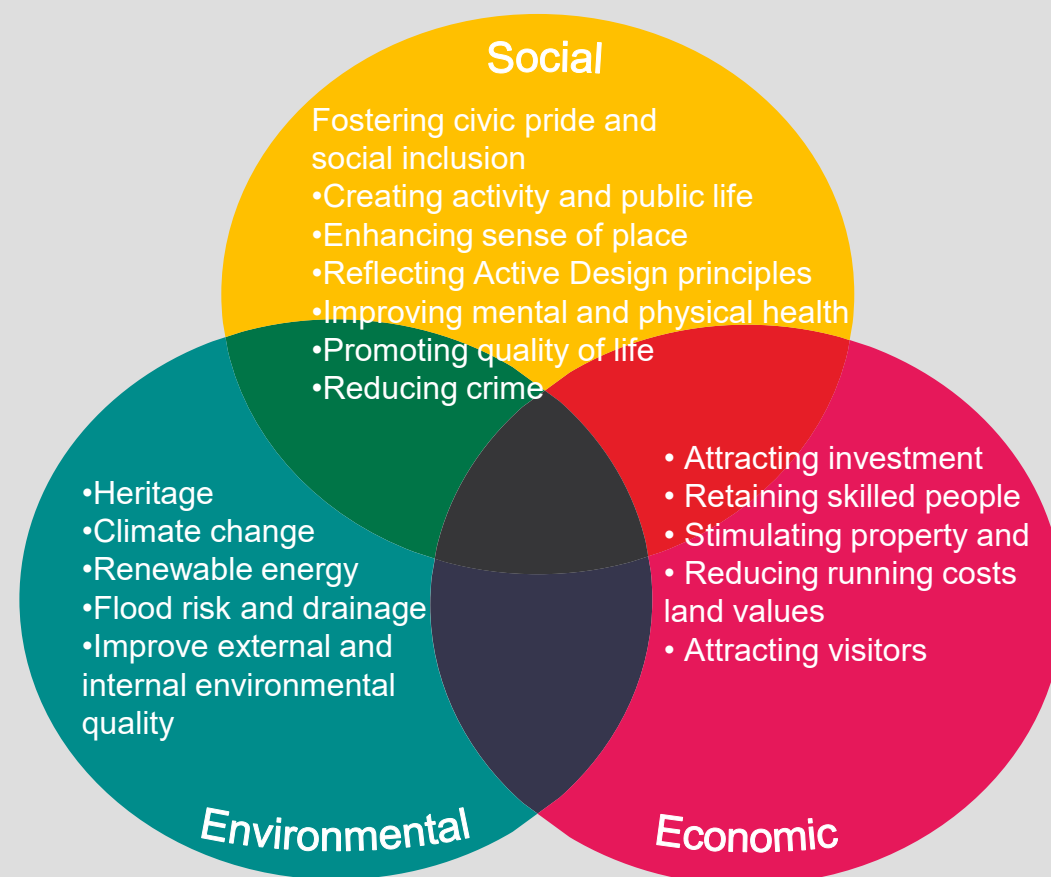 Social
Fostering civic pride and
social inclusion
•Creating activity and public life
•Enhancing sense of place
•Reflecting Active Design principles
•Improving mental and physical health
•Promoting quality of life
•Reducing crime
•Heritage
•Climate change
•Renewable energy
•Flood risk and drainage
•Improve external and
internal environmental
quality
• Attracting investment
• Retaining skilled people
• Stimulating property and
• Reducing running costs
land values
• Attracting visitors
Environmental
Economic